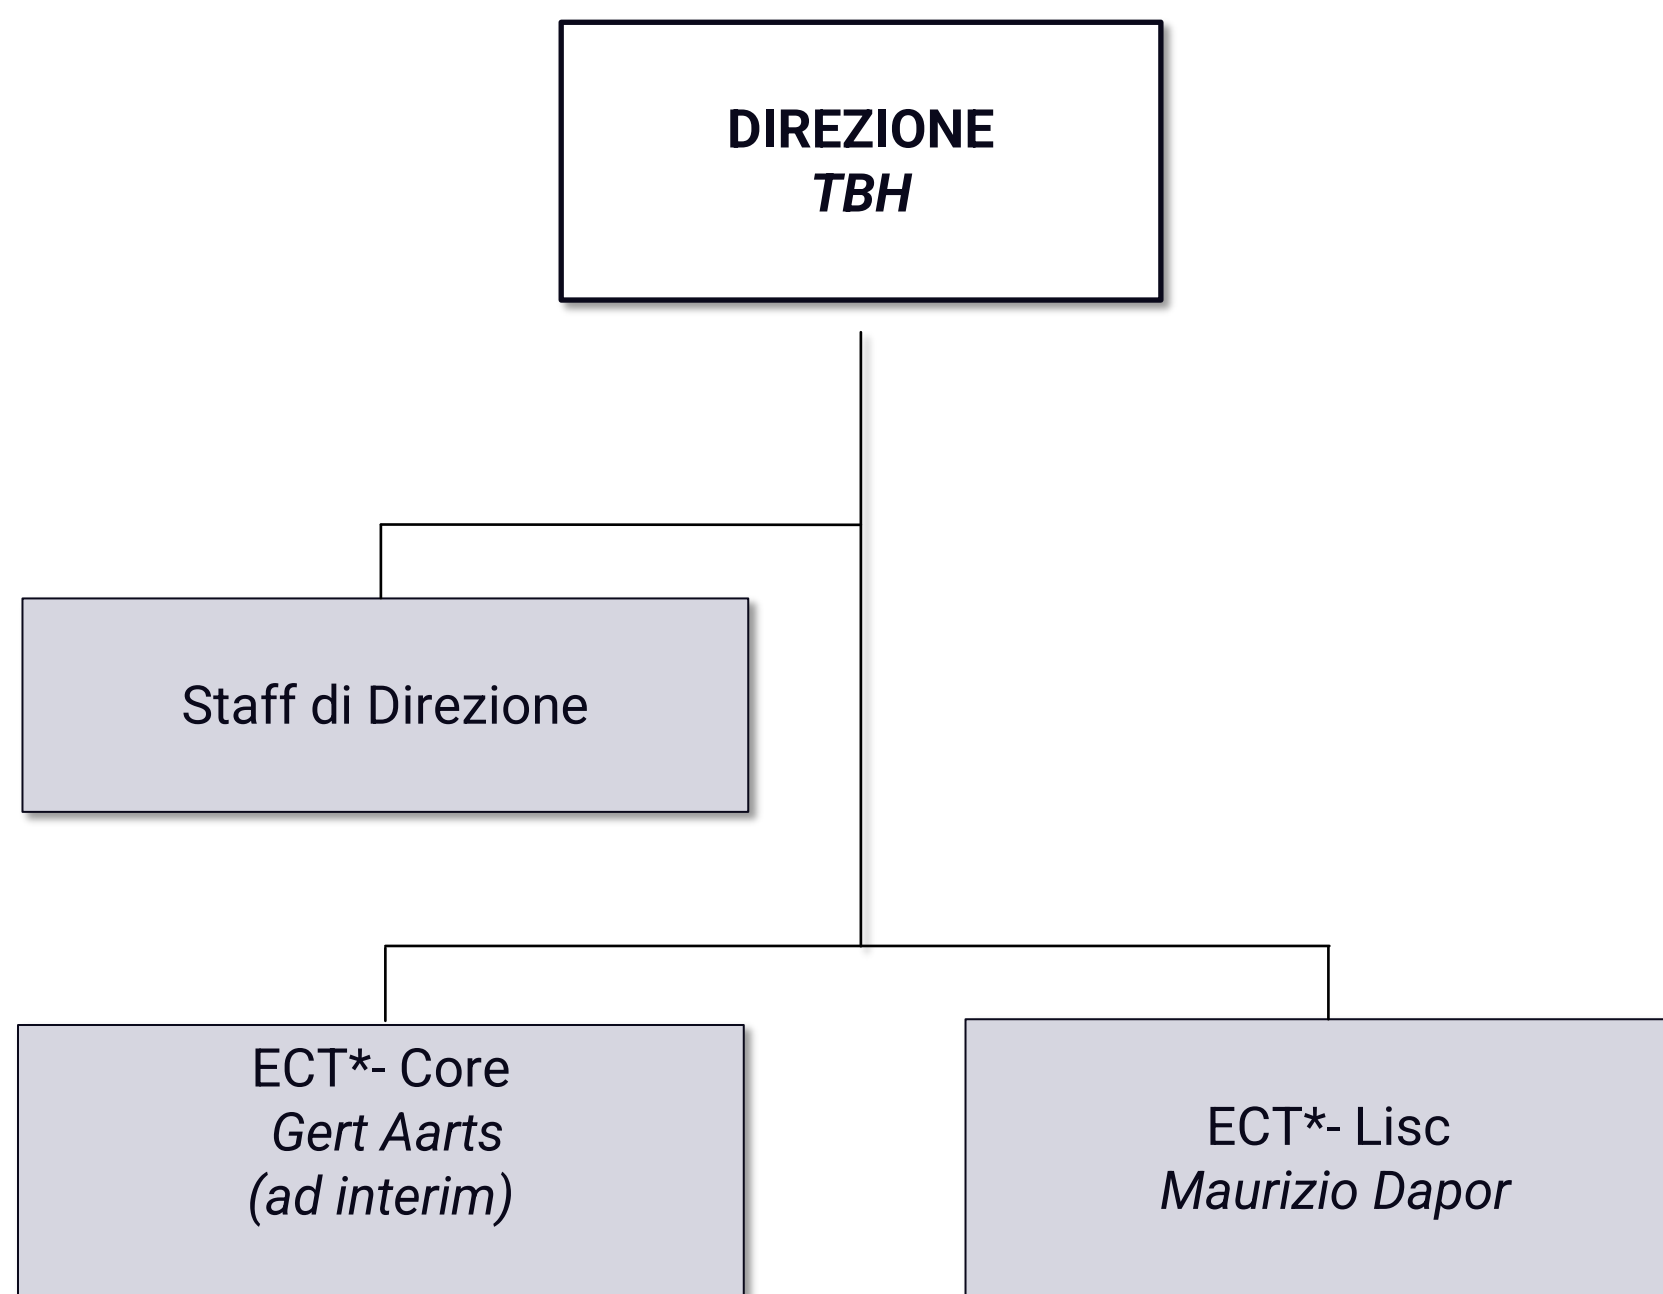 DIREZIONE
TBH
Staff di Direzione
ECT*- Core
Gert Aarts
(ad interim)
ECT*- Lisc
Maurizio Dapor